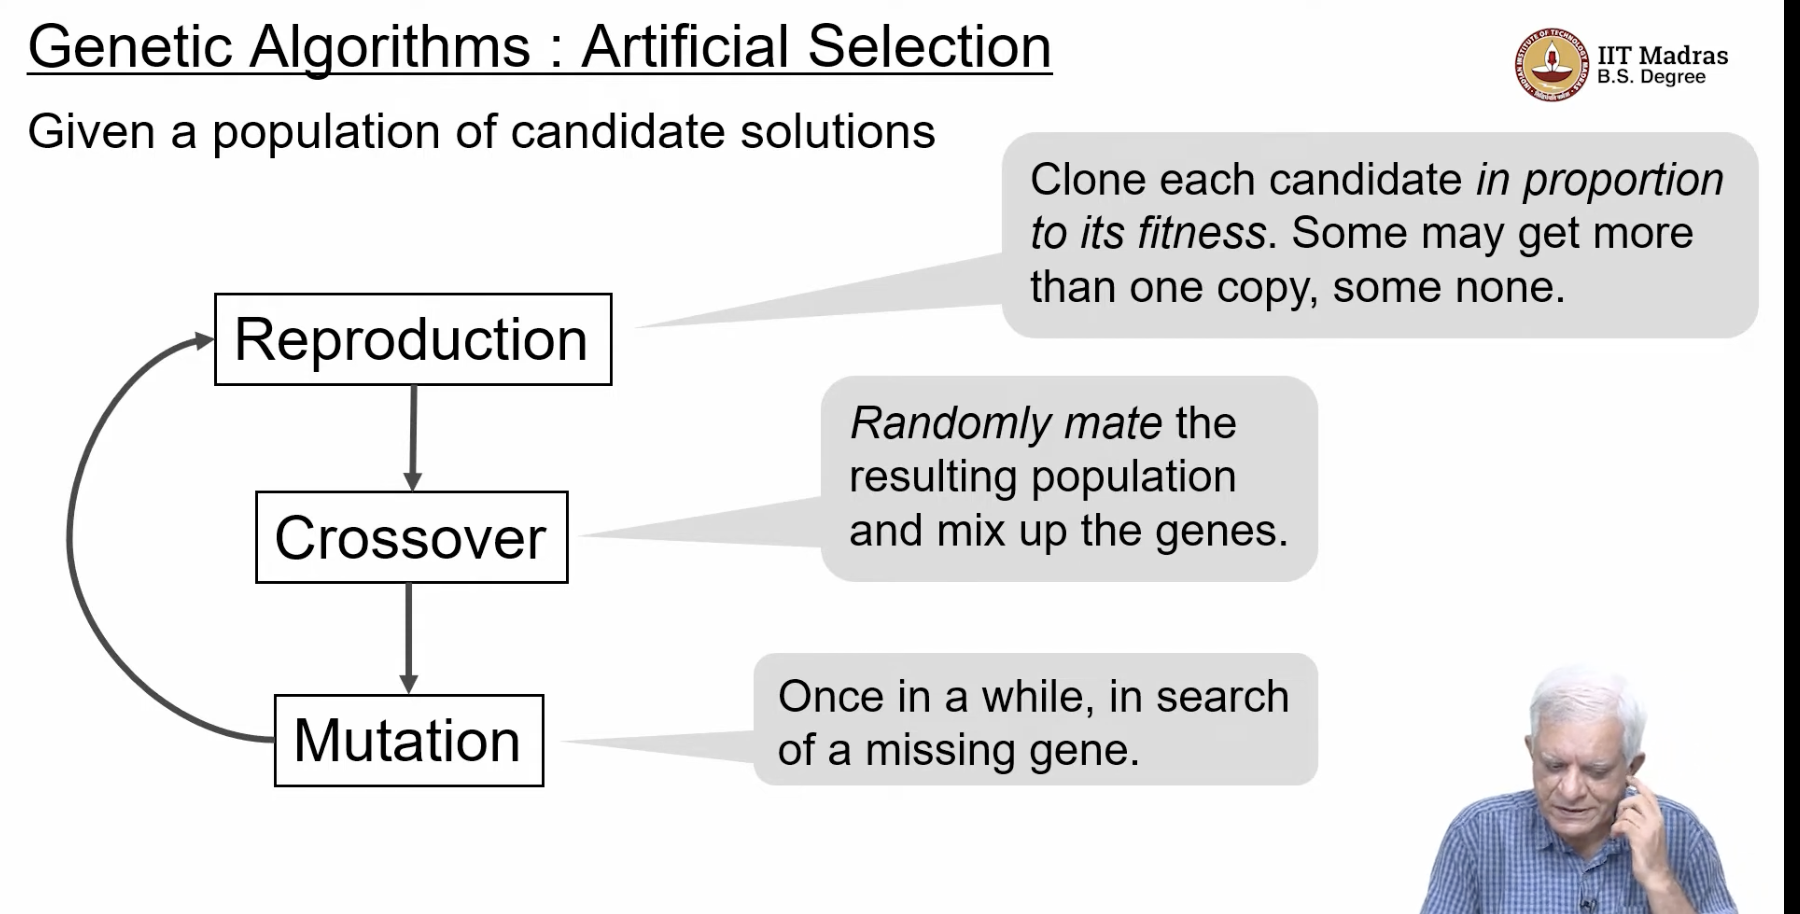 Genetic Algorithms : Artificial Selection
IIT Madras
B.S. Degree
Given a population of candidate solutions
Clone each candidate in proportion
to its fitness. Some may get more
than one copy, some none.
Reproduction
Randomly mate the
resulting population
and mix up the genes.
Crossover
Once in a while, in search
of a missing gene.
Mutation